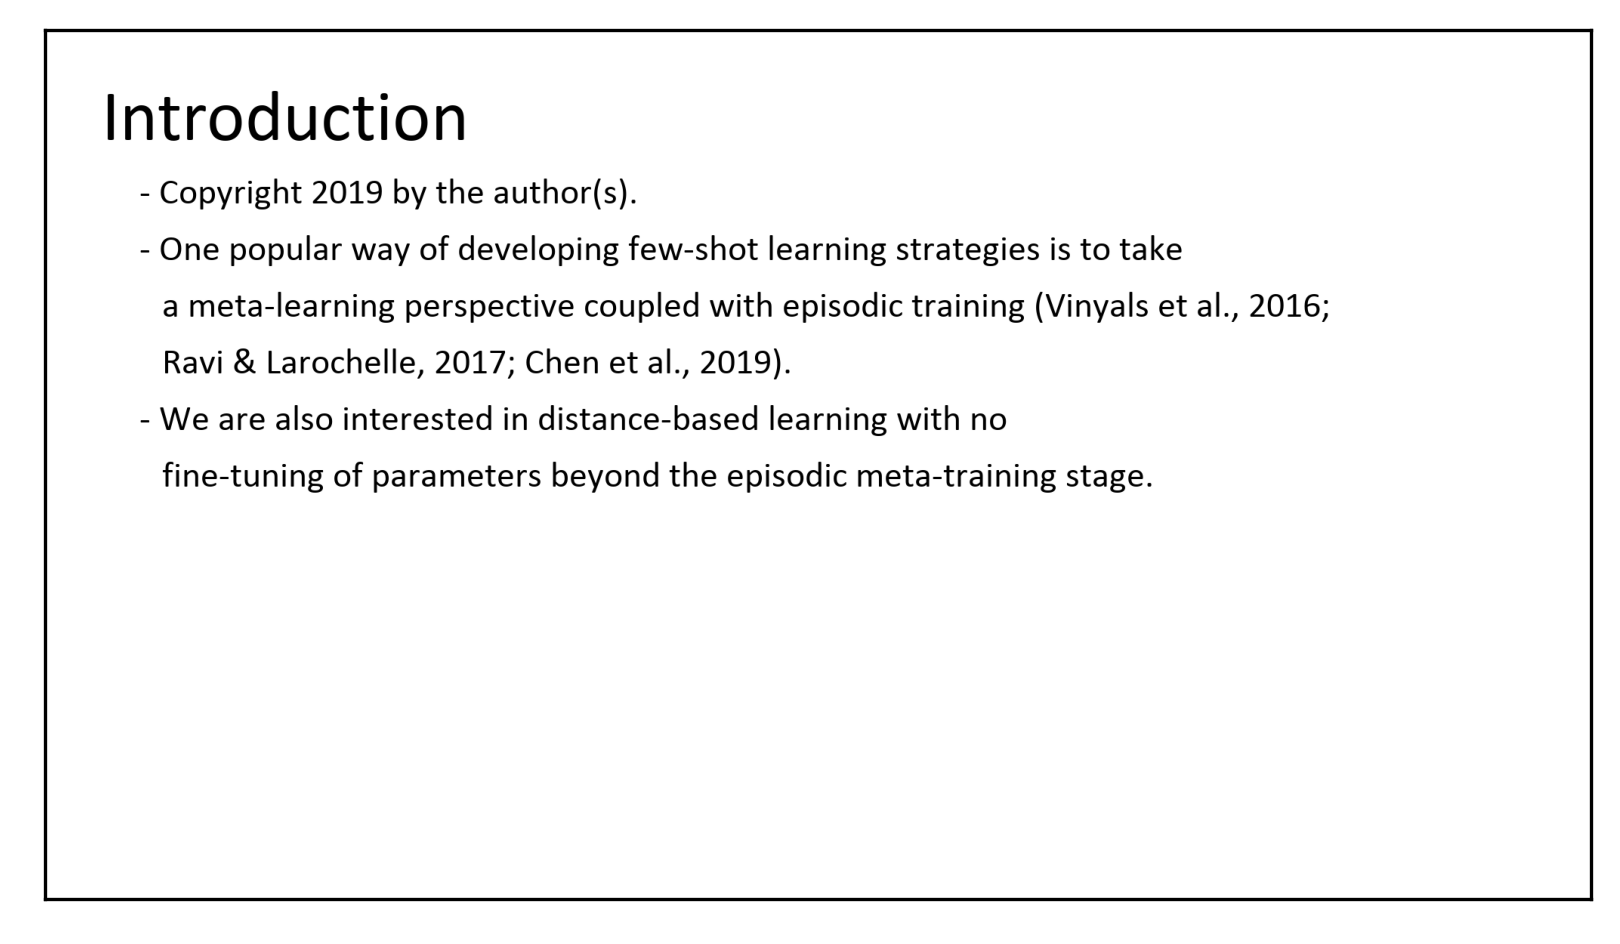 Introduction
- Copyright 2019 by the author(s).
- One popular way of developing few-shot learning strategies is to take
a meta-learning perspective coupled with episodic training (Vinyals et al., 2016;
Ravi & Larochelle, 2017; Chen et al., 2019).
- We are also interested in distance-based learning with no
fine-tuning of parameters beyond the episodic meta-training stage.